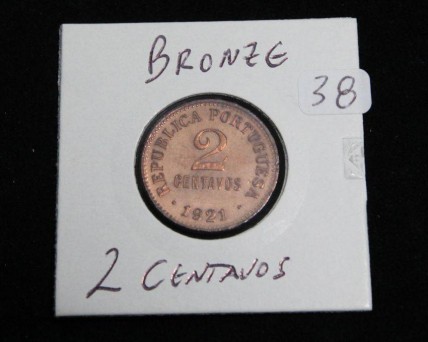 BRONZE
38
REPUBLICA PORTUGUESA
2
CENTAVOS
1921
2 CENTAVOS